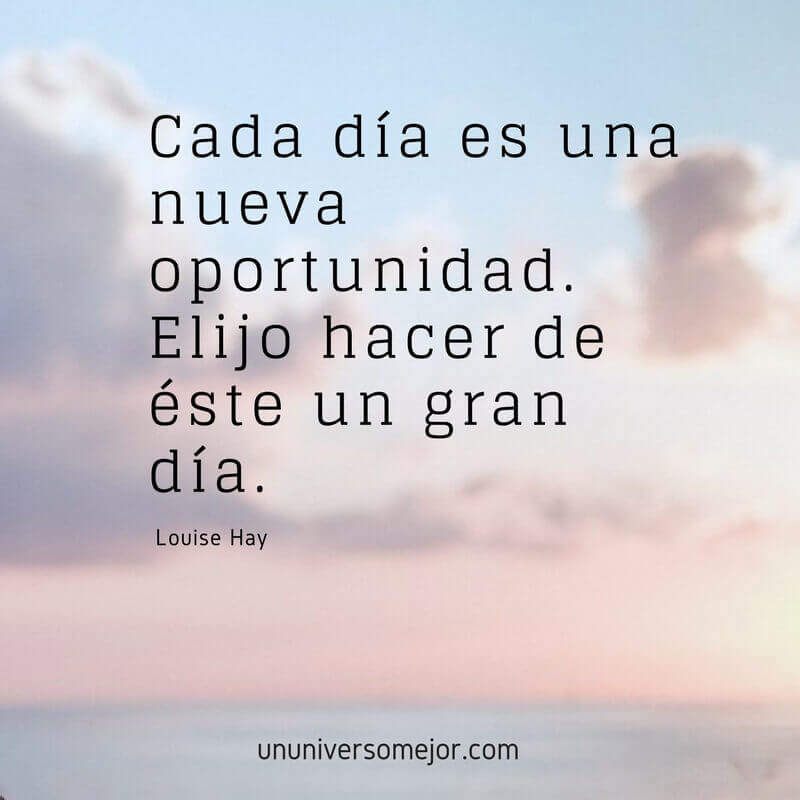 Cada día es una
nueva
oportunidad.
Elijo hacer de
éste un gran
día.
Louise Hay
ununiversomejor.com